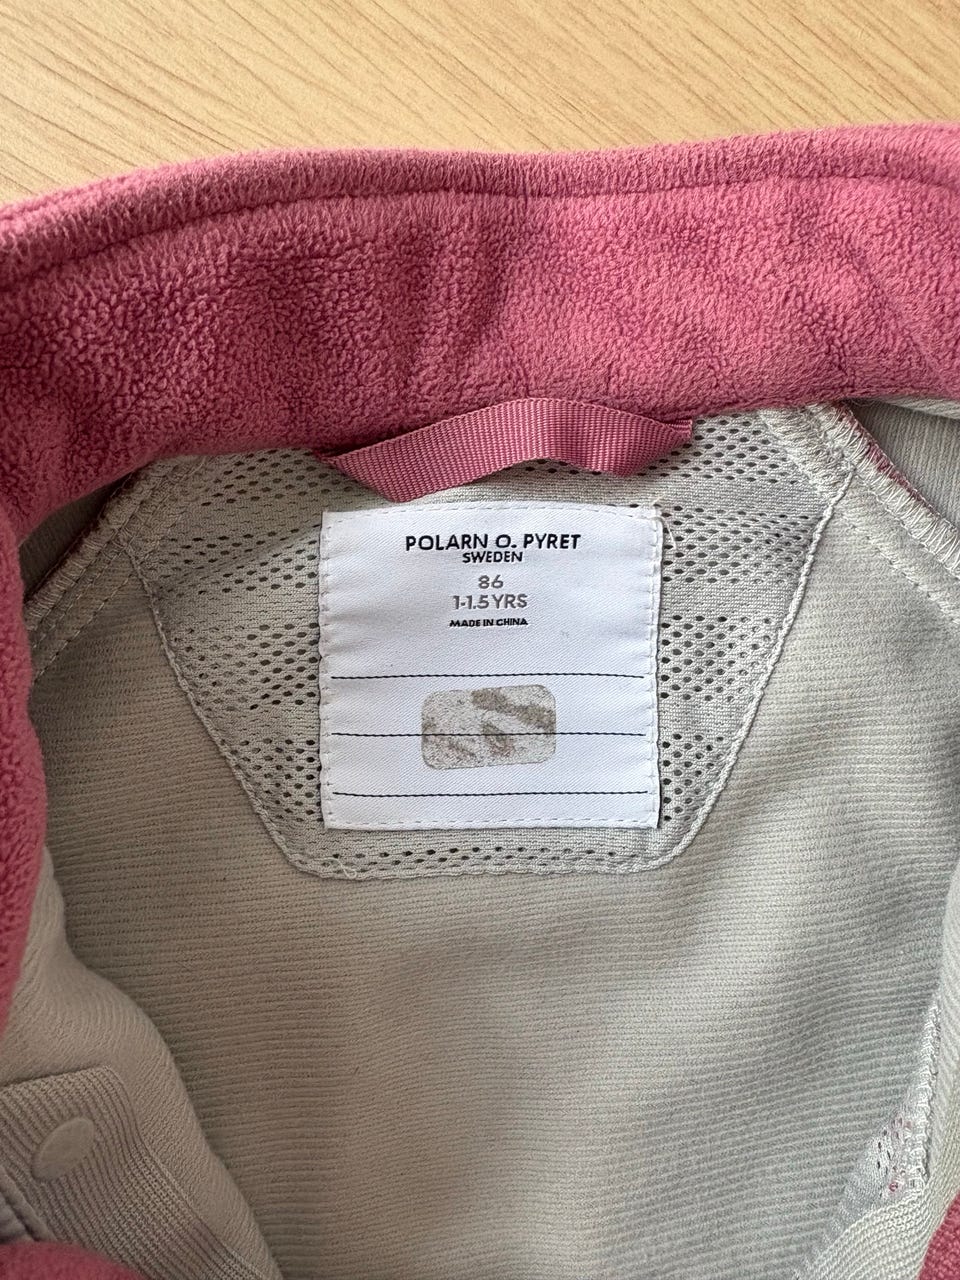 POLARN O. PYRET
SWEDEN
86
1-1.5 YRS
MADE IN CHINA